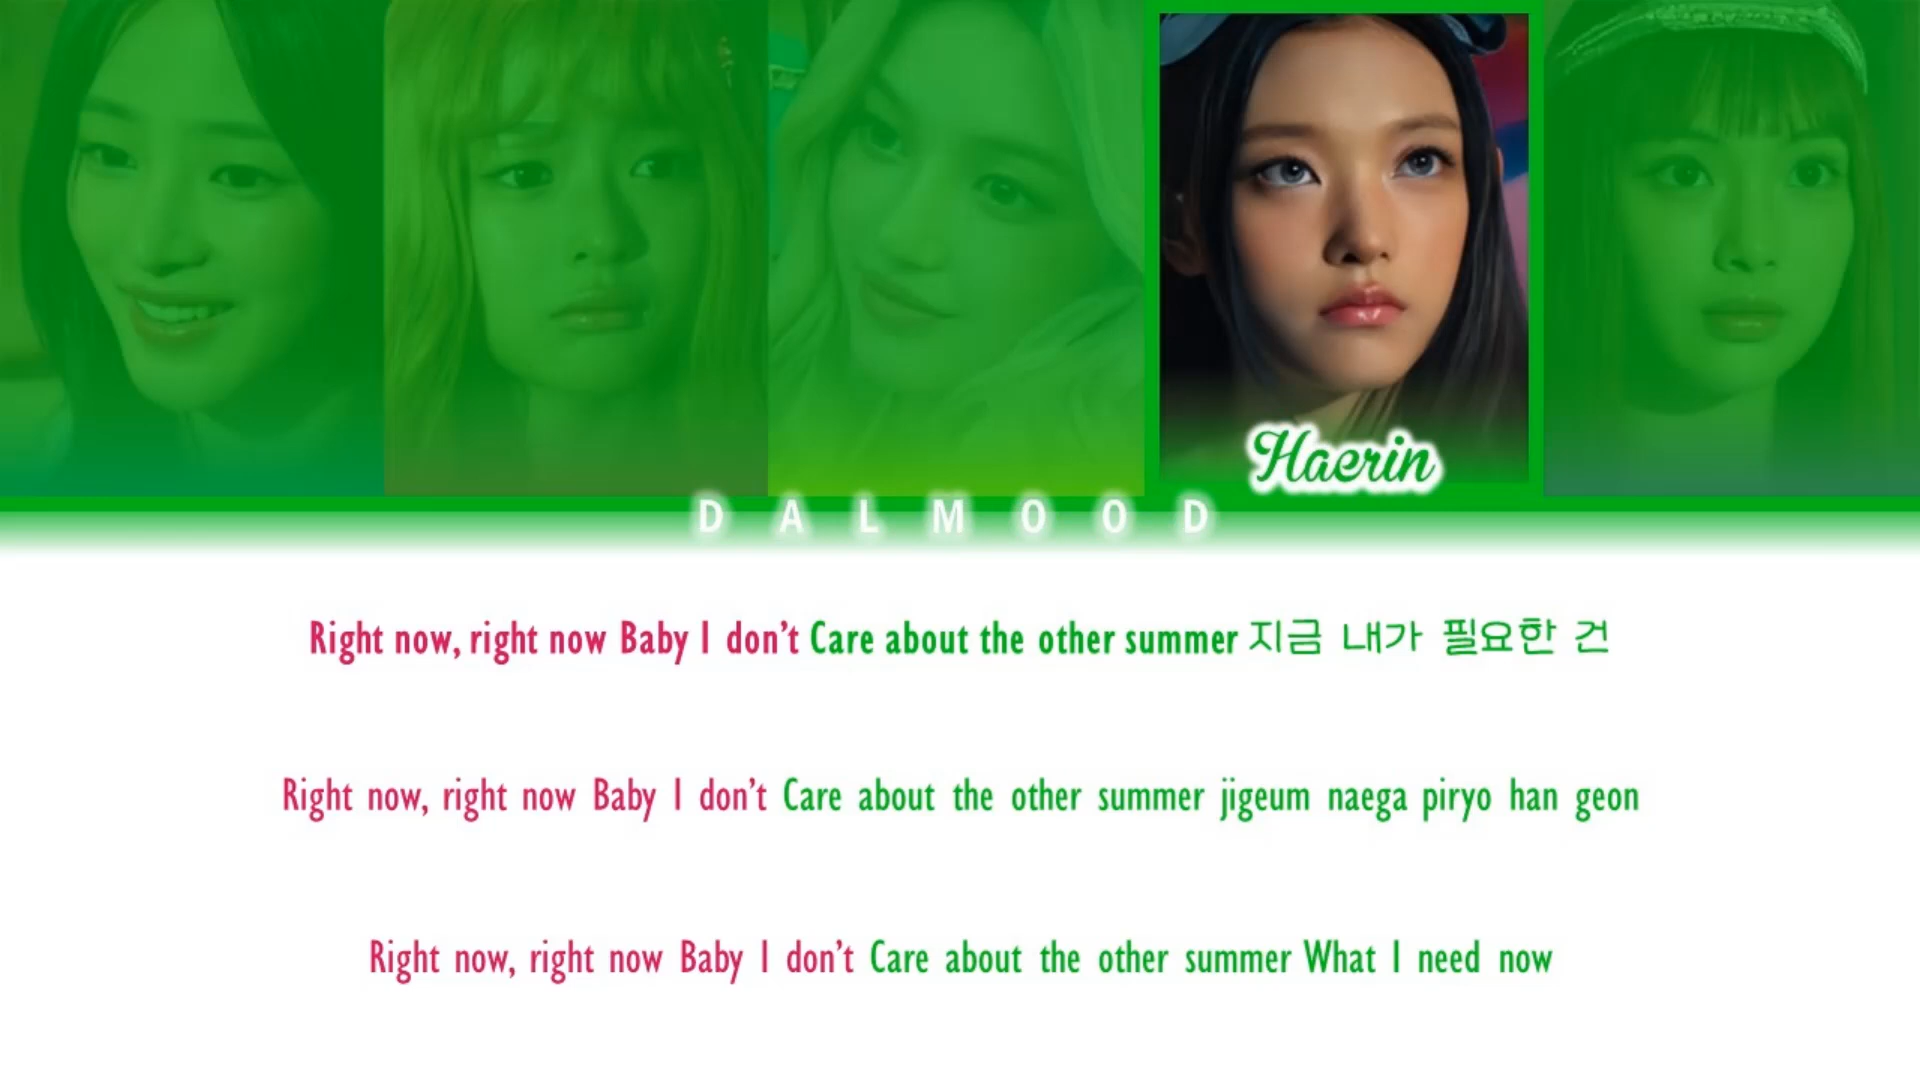 Haerin
DALMOOD
Right now, right now Baby I don't Care about the other summer 지금 내가 필요한 건
Right now, right now Baby I don't Care about the other summer jigeum naega piryo han geon
Right now, right now Baby I don't Care about the other summer What I need now